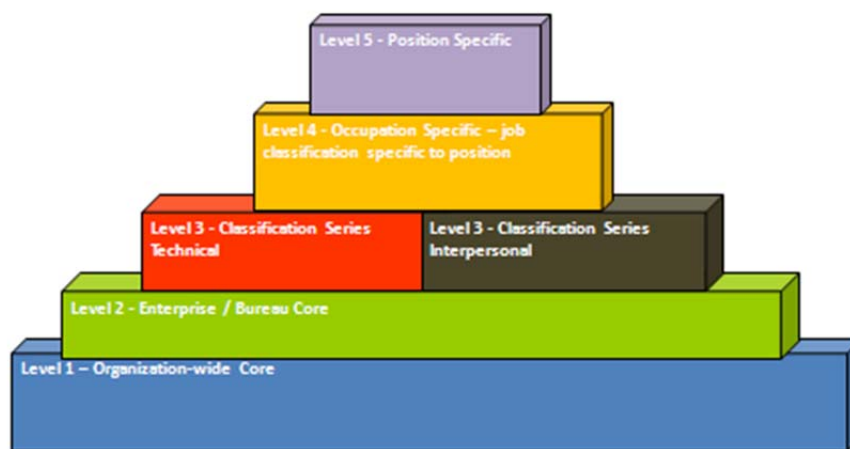 Level 5 - Position Specific
Level 4 - Occupation Specific – job
classification specific to position
Level 3 - Classification Series
Technical
Level 3 - Classification Series
Interpersonal
Level 2 - Enterprise / Bureau Core
Level 1 – Organization-wide Core